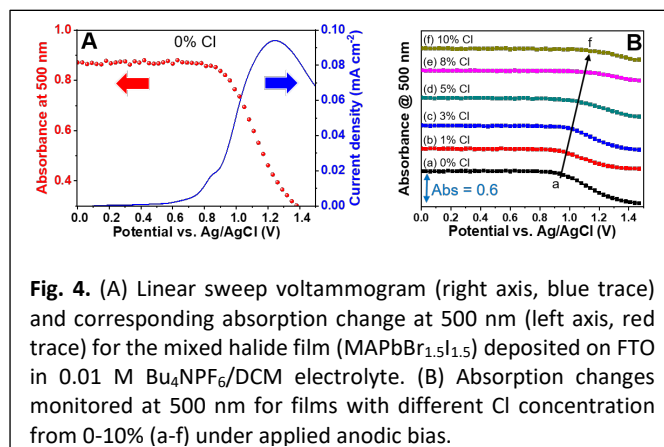 A
0% Cl
Absorbance at 500 nm
1.0
0.8
0.6
0.4
Current density (mA cm-2)
0.10
0.08
0.06
0.04
0.02
0.00
0.0 0.2 0.4 0.6 0.8 1.0 1.2 1.4
Potential vs. Ag/AgCl (V)
B
Absorbance @ 500 nm
(f) 10% Cl
f
(e) 8% Cl
(d) 5% Cl
(c) 3% Cl
(b) 1% Cl
(a) 0% Cl
a
Abs = 0.6
0.0 0.2 0.4 0.6 0.8 1.0 1.2 1.4
Potential vs. Ag/AgCl (V)
Fig. 4. (A) Linear sweep voltammogram (right axis, blue trace)
and corresponding absorption change at 500 nm (left axis, red
trace) for the mixed halide film (MAPbBr1.5I1.5) deposited on FTO
in 0.01 M Bu4NPF6/DCM electrolyte. (B) Absorption changes
monitored at 500 nm for films with different Cl concentration
from 0-10% (a-f) under applied anodic bias.